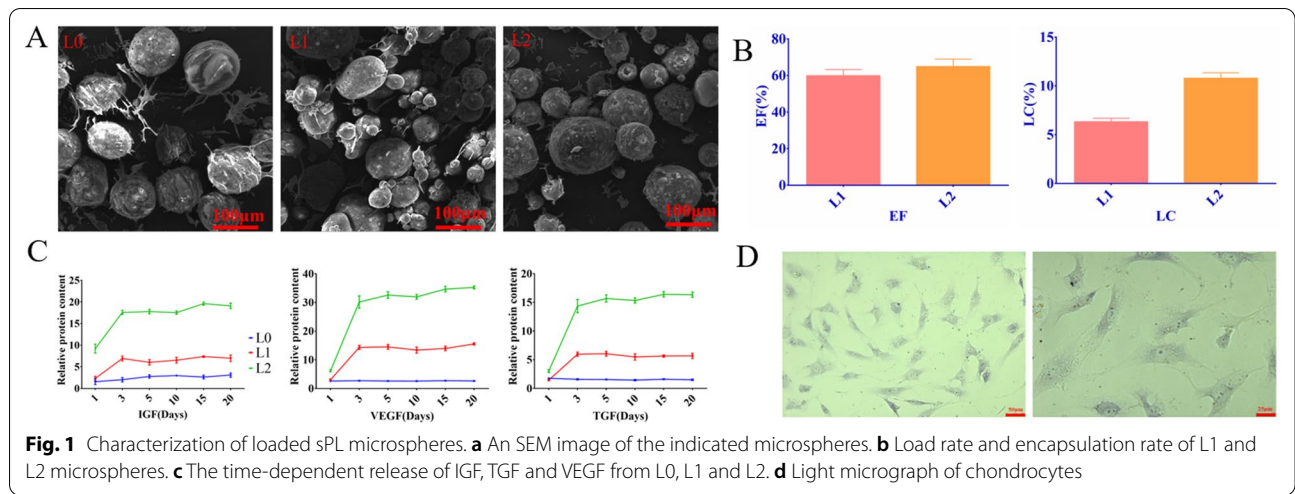 A
L0
L1
L2
100μm
100μm
100μm
B
80
60
40
20
0
EF(%)
L1
L2
EF
15
10
5
0
LC(%)
L1
L2
LC
C
Relative protein content
25
20
15
10
5
0
1
3
5
10
15
20
IGF(Days)
L0
L1
L2
Relative protein content
40
30
20
10
0
1
3
5
10
15
20
VEGF(Days)
Relative protein content
20
15
10
5
0
1
3
5
10
15
20
TGF(Days)
D
50μm
25μm
Fig. 1 Characterization of loaded sPL microspheres. a An SEM image of the indicated microspheres. b Load rate and encapsulation rate of L1 and
L2 microspheres. c The time-dependent release of IGF, TGF and VEGF from L0, L1 and L2. d Light micrograph of chondrocytes